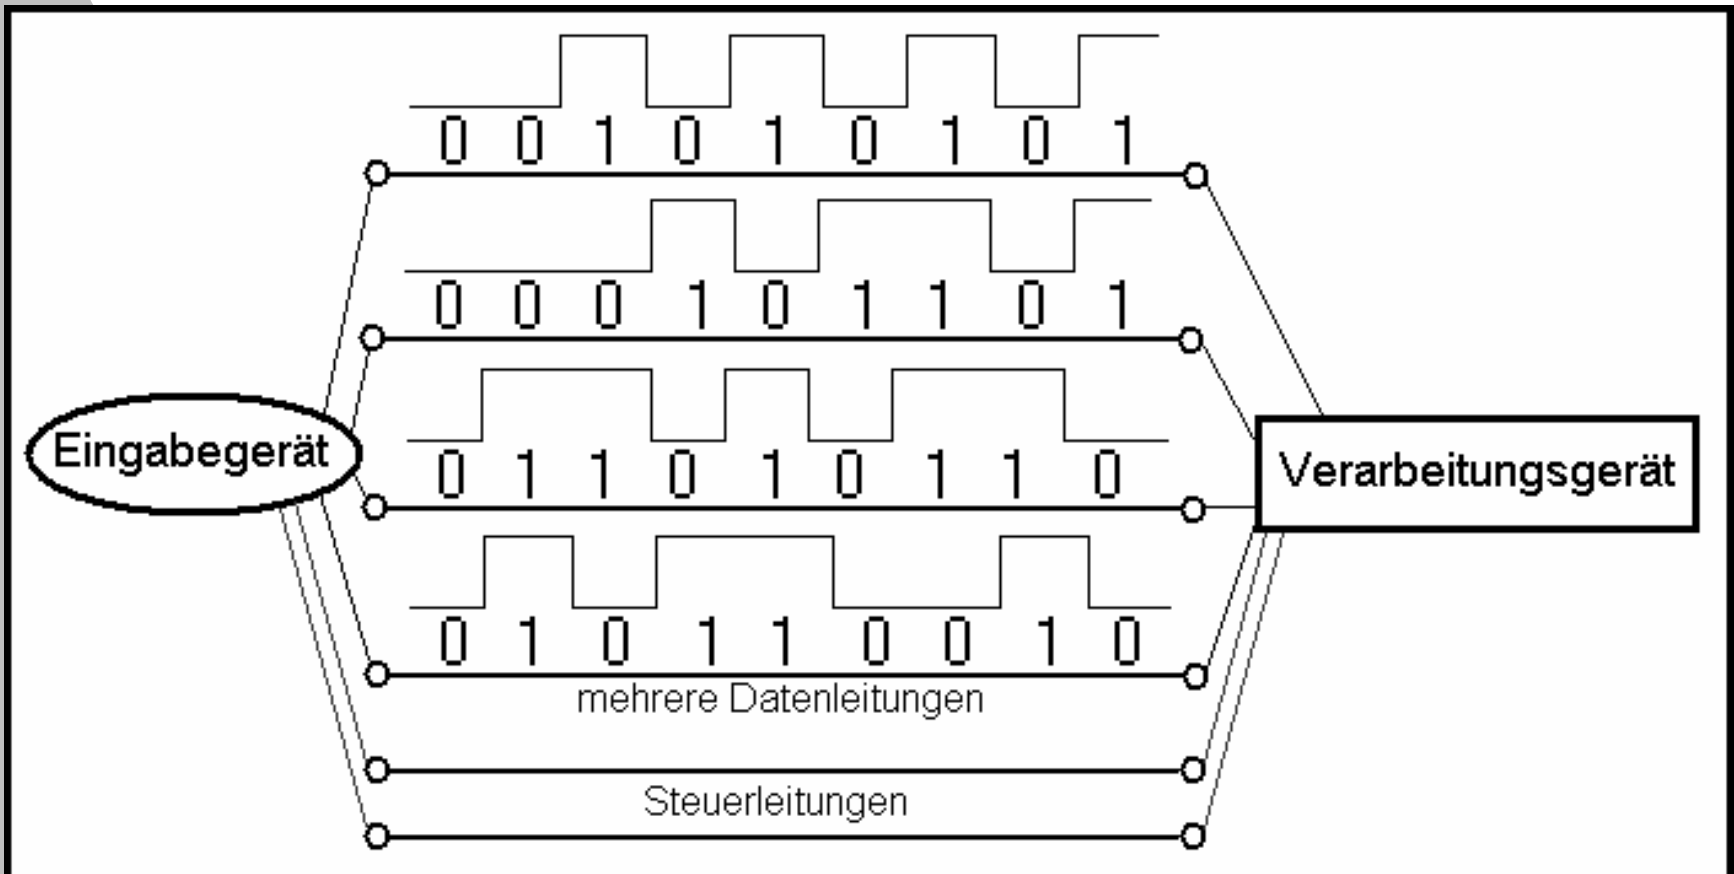 0 0 1 0 1 0 1 0 1
0 0 0 1 0 1 1 0 1
Eingabegerät
0 1 1 0 1 0 1 1 0
Verarbeitungsgerät
0 1 0 1 1 0 0 1 0
mehrere Datenleitungen
Steuerleitungen